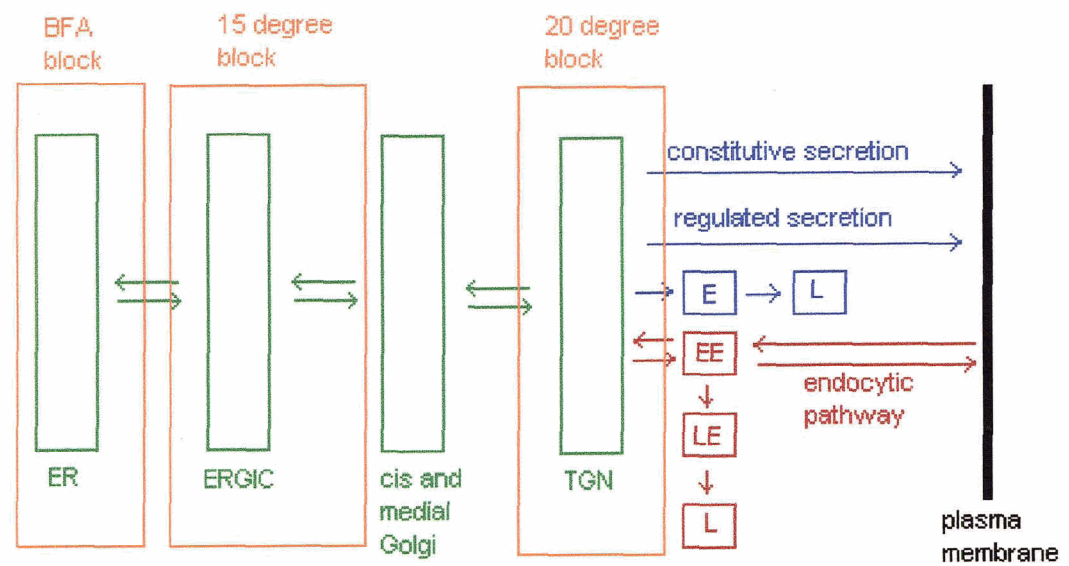 BFA
block
15 degree
block
20 degree
block
constitutive secretion
regulated secretion
E
L
EE
endocytic
pathway
LE
L
ER
ERGIC
cis and
medial
Golgi
TGN
plasma
membrane